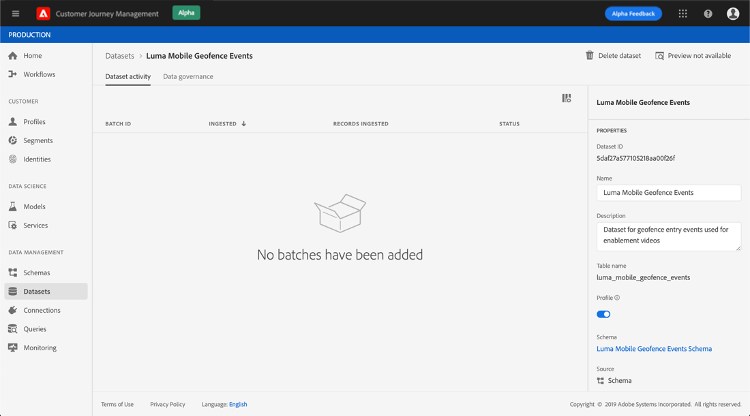 Customer Journey Management Alpha Alpha Feedback
PRODUCTION
Home
Workflows
CUSTOMER
Profiles
Segments
Identities
DATA SCIENCE
Models
Services
DATA MANAGEMENT
Schemas
Datasets
Connections
Queries
Monitoring
Datasets > Luma Mobile Geofence Events
Delete dataset Preview not available
Dataset activity Data governance
BATCH ID INGESTED ↓ RECORDS INGESTED STATUS
No batches have been added
Luma Mobile Geofence Events
PROPERTIES
Dataset ID
5daf27a577105218aa00f26f
Name
Luma Mobile Geofence Events
Description
Dataset for geofence entry events used for
enablement videos
Table name
luma_mobile_geofence_events
Profile
Schema
Luma Mobile Geofence Events Schema
Source
Schema
Terms of Use Privacy Policy Language: English
Copyright © 2019 Adobe Systems Incorporated. All rights reserved.